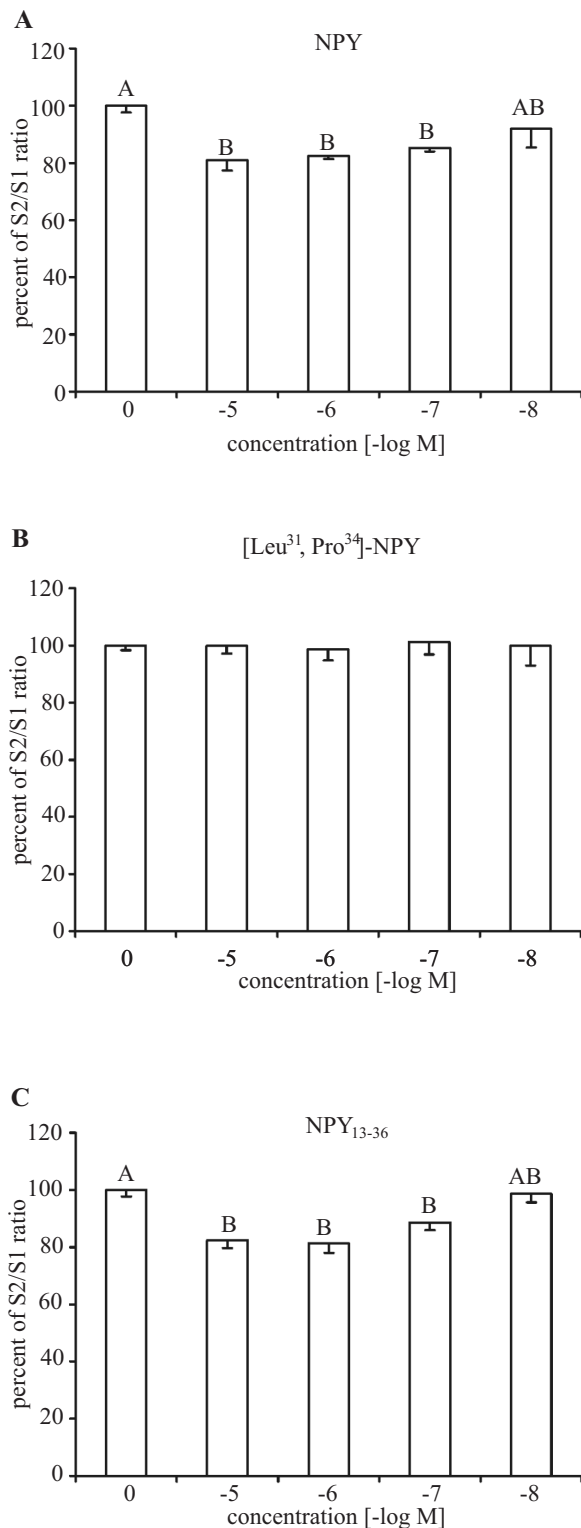 A
NPY
120
A
AB
100
B
B
B
80
60
40
20
0
percent of S2/S1 ratio
0 -5 -6 -7 -8
concentration [-log M]
B
[Leu31, Pro34]-NPY
120
100
80
60
40
20
0
percent of S2/S1 ratio
0 -5 -6 -7 -8
concentration [-log M]
C
NPY13-36
120
A
AB
100
B
B
B
80
60
40
20
0
percent of S2/S1 ratio
0 -5 -6 -7 -8
concentration [-log M]